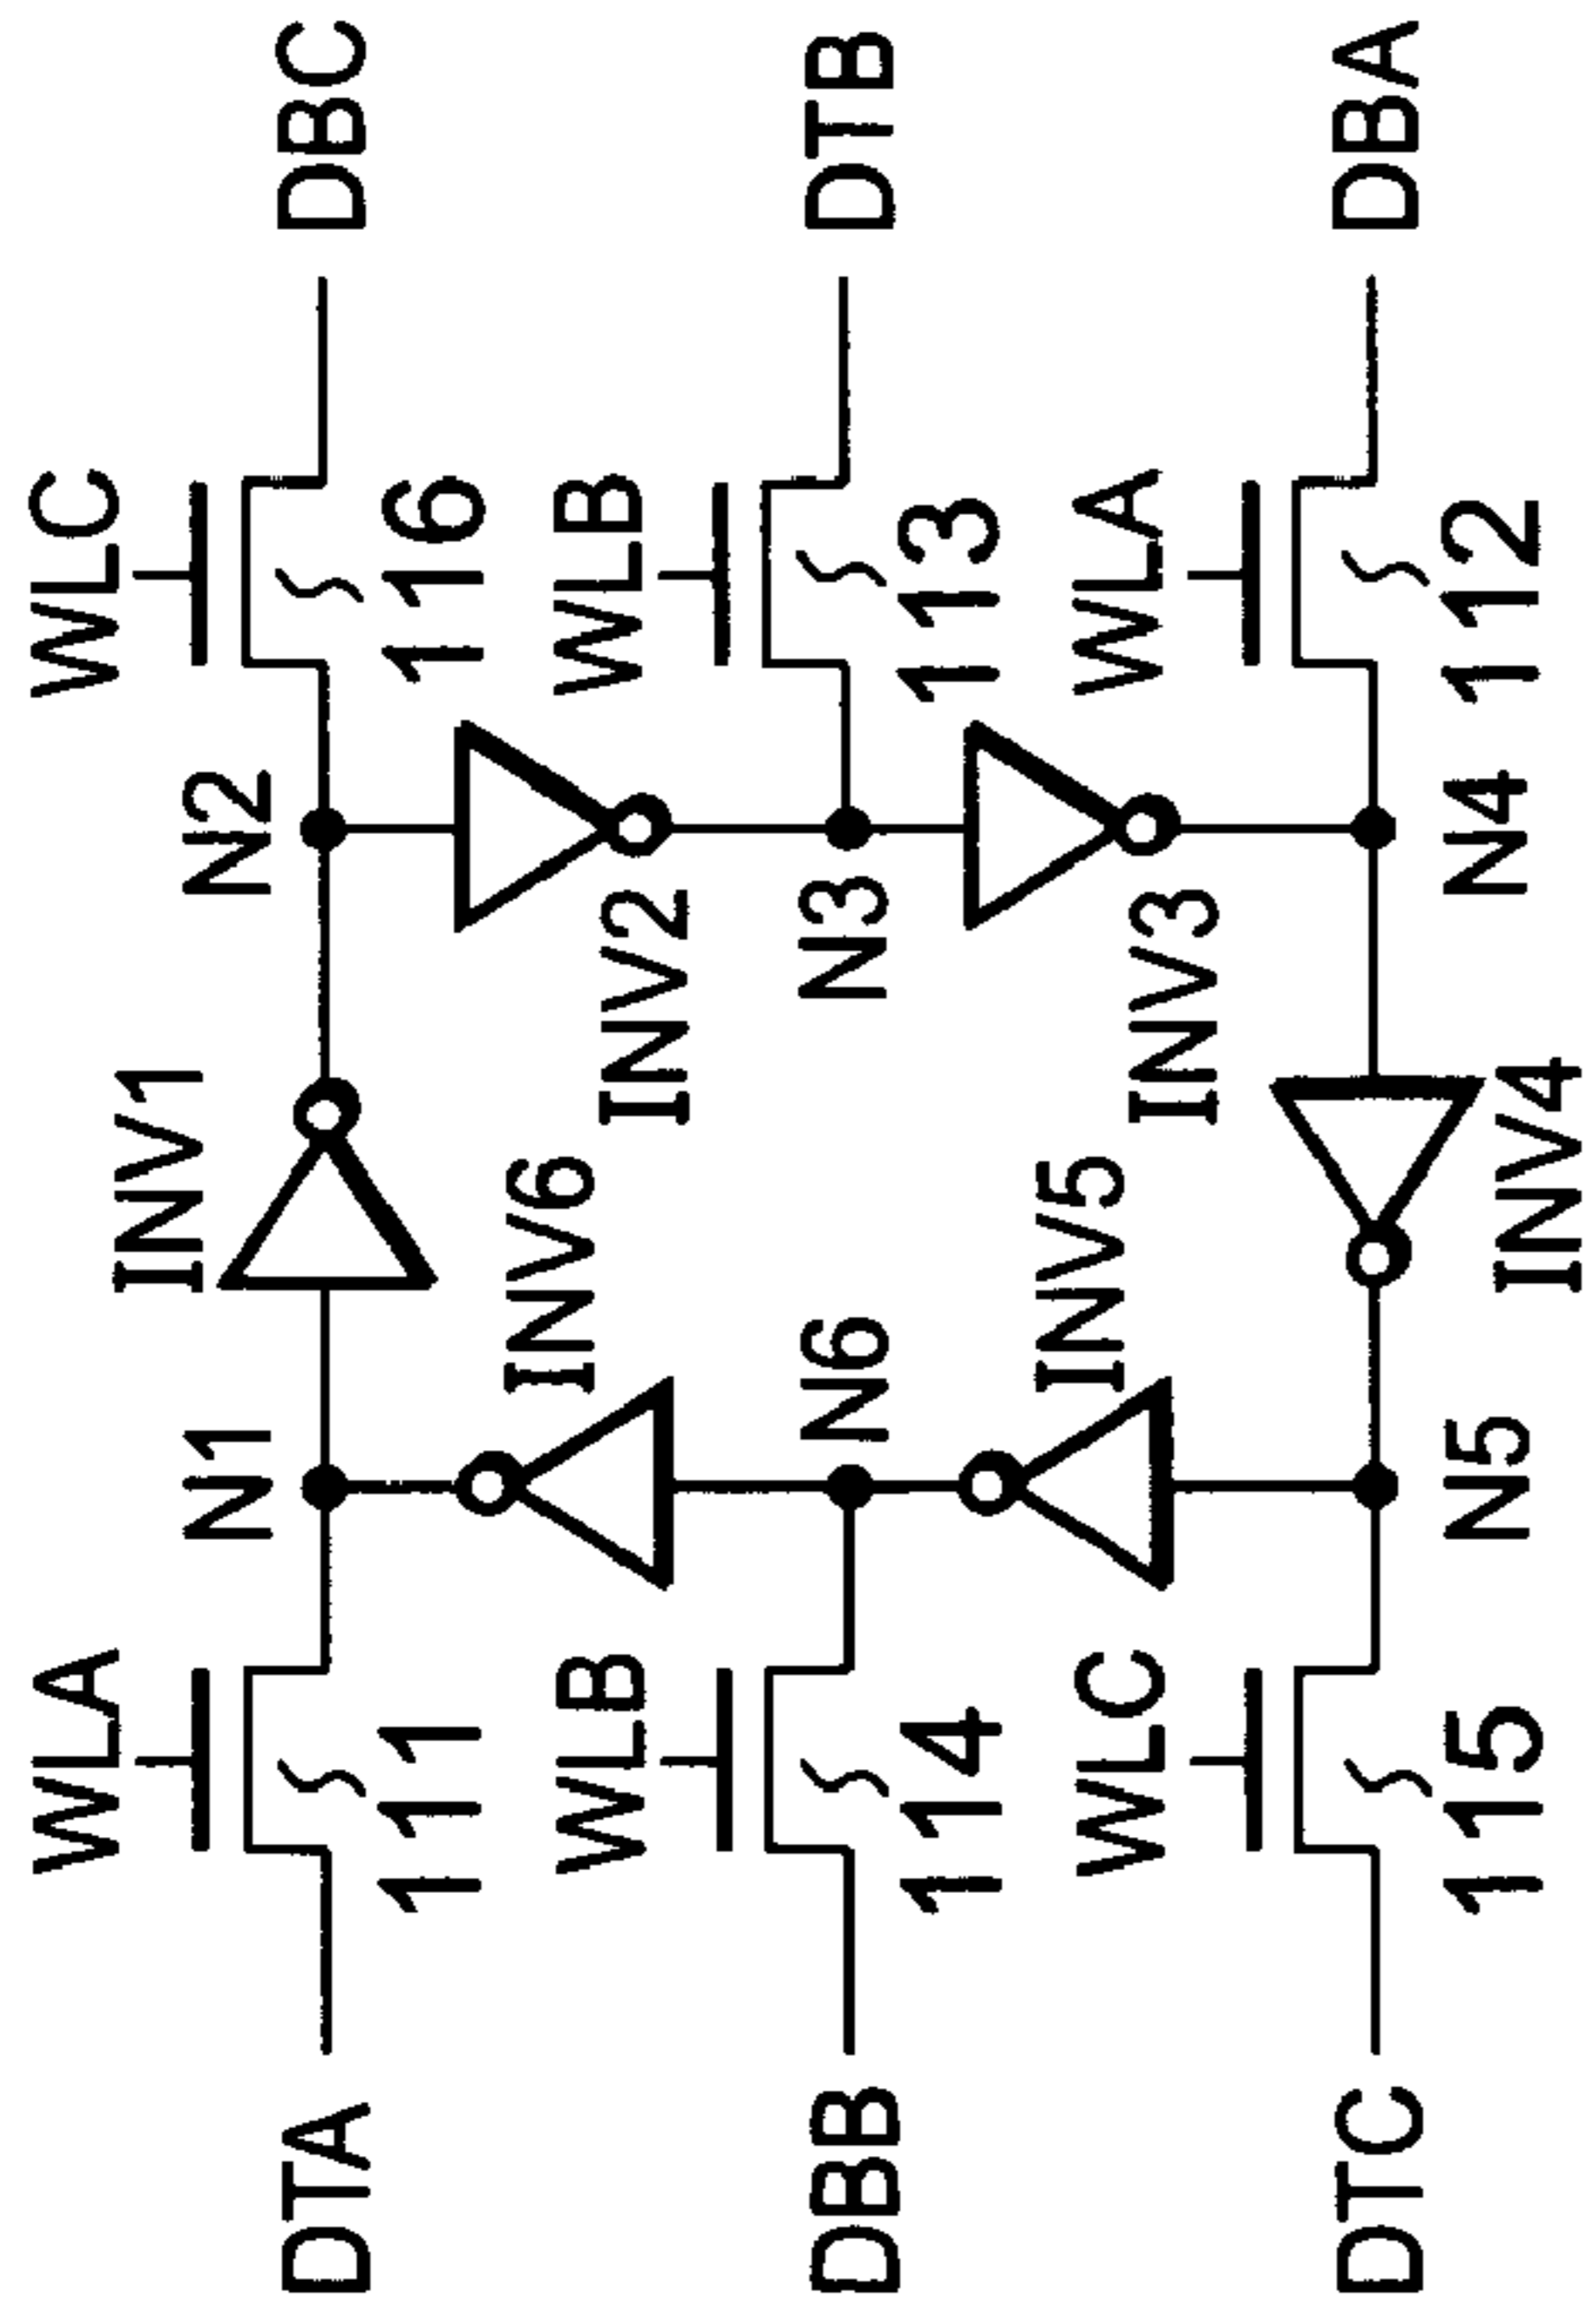 WLA
WLC
INV1
N1
N2
DTA
DBC
111
116
INV6
WLB
WLB
INV2
DBB
N6
N3
DTB
114
113
INV5
WLC
WLA
INV3
DTC
DBA
115
N5
N4
112
INV4